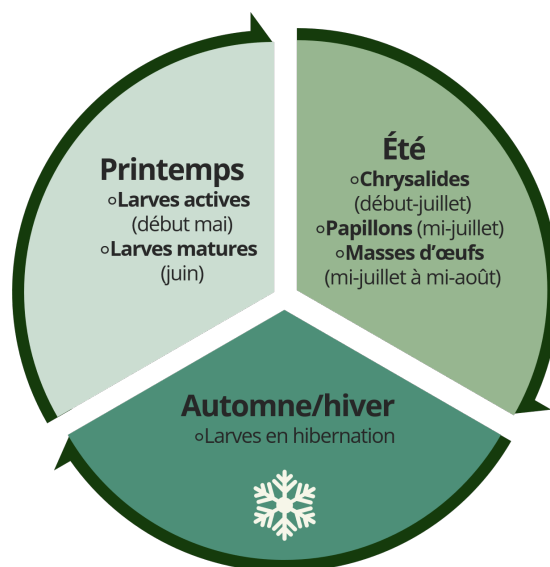 Printemps
∘Larves actives
(début mai)
∘Larves matures
(juin)
Été
∘Chrysalides
(début-juillet)
∘Papillons (mi-juillet)
∘Masses d’œufs
(mi-juillet à mi-août)
Automne/hiver
∘Larves en hibernation